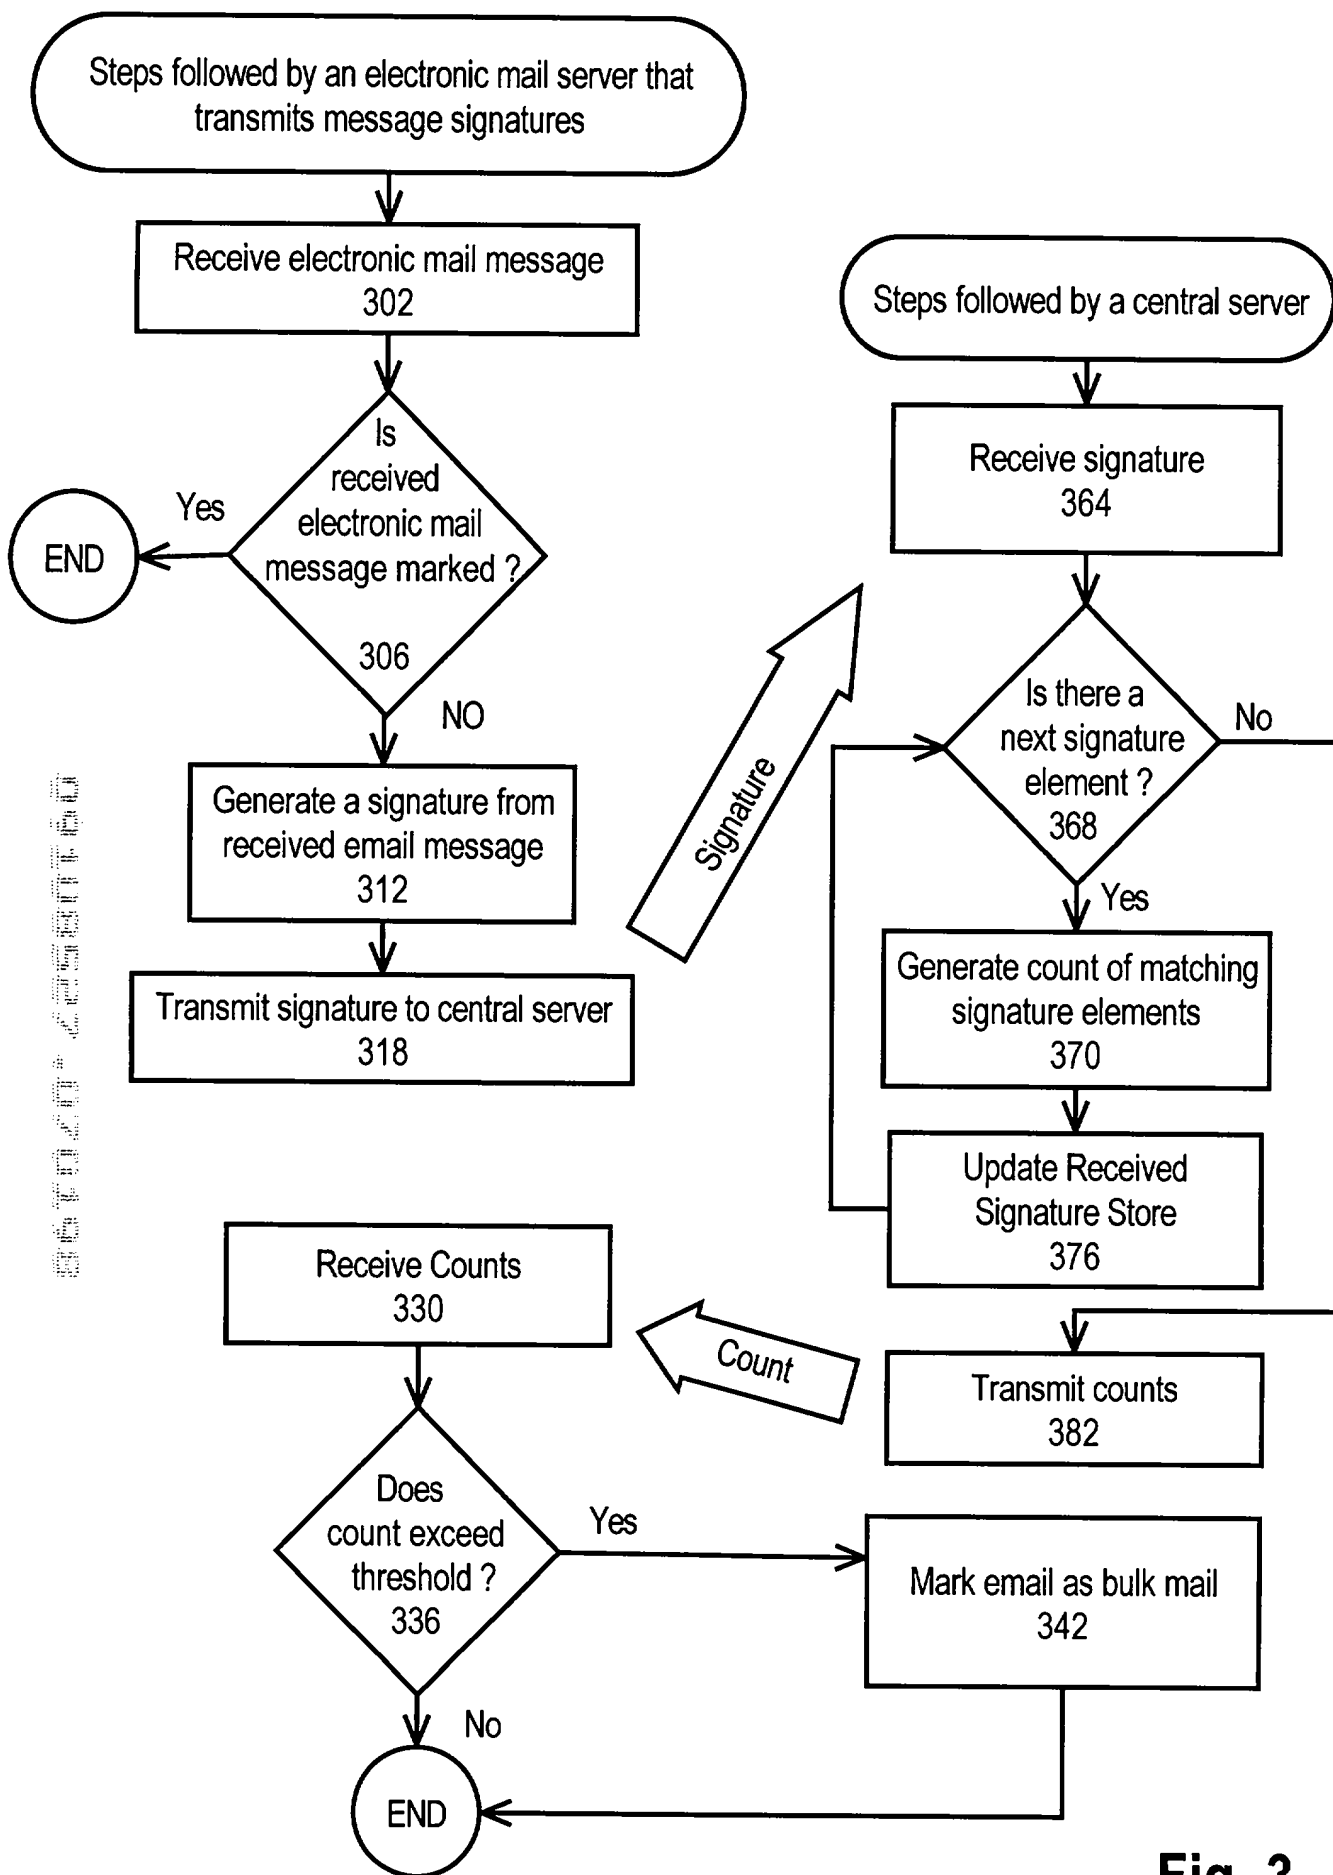 Steps followed by an electronic mail server that
transmits message signatures
Receive electronic mail message
302
Is
received
electronic mail
message marked ?
306
Yes
END
NO
Generate a signature from
received email message
312
Transmit signature to central server
318
Signature
Steps followed by a central server
Receive signature
364
Is there a
next signature
element ?
368
No
Yes
Generate count of matching
signature elements
370
Update Received
Signature Store
376
Transmit counts
382
Count
Receive Counts
330
Does
count exceed
threshold ?
336
Yes
Mark email as bulk mail
342
No
END